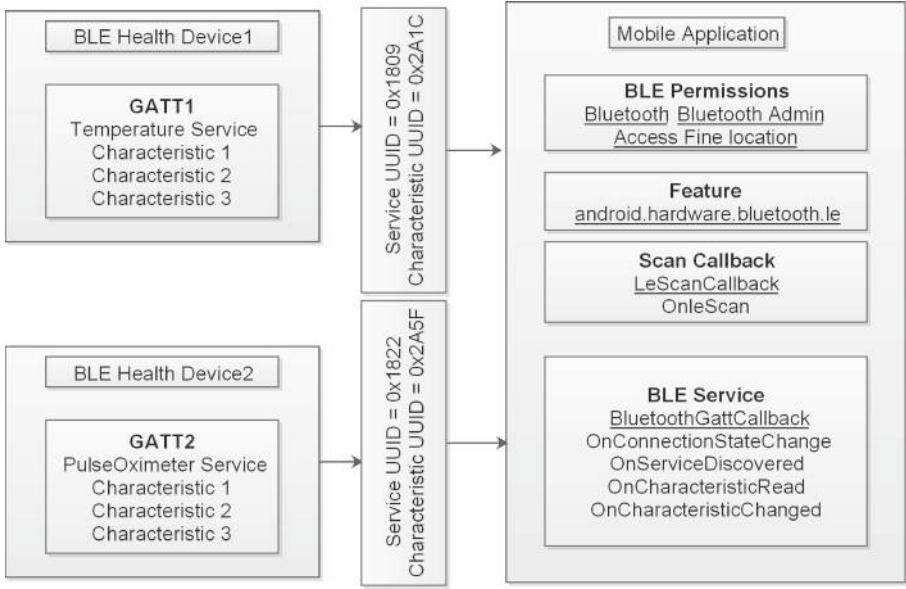 BLE Health Device1
GATT1
Temperature Service
Characteristic 1
Characteristic 2
Characteristic 3
Service UUID = 0x1809
Characteristic UUID = 0x2A1C
BLE Health Device2
GATT2
PulseOximeter Service
Characteristic 1
Characteristic 2
Characteristic 3
Service UUID = 0x1822
Characteristic UUID = 0x2A5F
Mobile Application
BLE Permissions
Bluetooth Bluetooth Admin
Access Fine location
Feature
android.hardware.bluetooth.le
Scan Callback
LeScanCallback
OnleScan
BLE Service
BluetoothGattCallback
OnConnectionStateChange
OnServiceDiscovered
OnCharacteristicRead
OnCharacteristicChanged